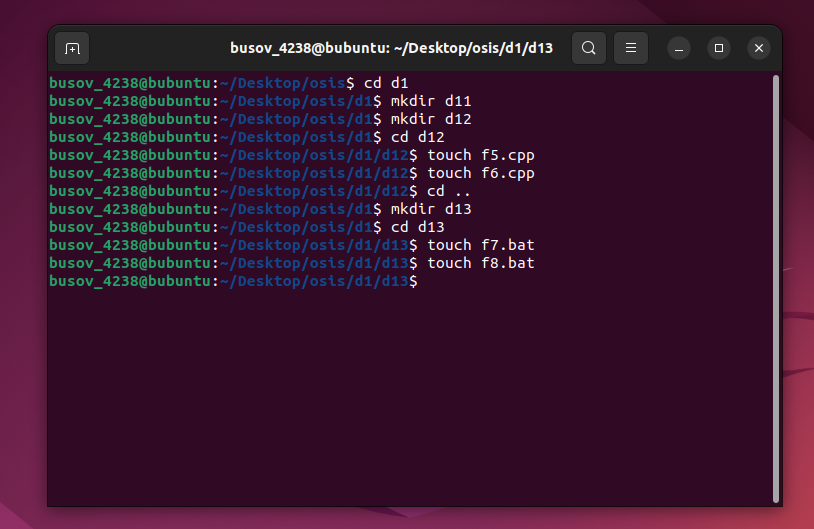 busov_4238@bubuntu: ~/Desktop/osis/d1/d13
busov_4238@bubuntu:~/Desktop/osis$ cd d1
busov_4238@bubuntu:~/Desktop/osis/d1$ mkdir d11
busov_4238@bubuntu:~/Desktop/osis/d1$ mkdir d12
busov_4238@bubuntu:~/Desktop/osis/d1$ cd d12
busov_4238@bubuntu:~/Desktop/osis/d1/d12$ touch f5.cpp
busov_4238@bubuntu:~/Desktop/osis/d1/d12$ touch f6.cpp
busov_4238@bubuntu:~/Desktop/osis/d1/d12$ cd ..
busov_4238@bubuntu:~/Desktop/osis/d1$ mkdir d13
busov_4238@bubuntu:~/Desktop/osis/d1$ cd d13
busov_4238@bubuntu:~/Desktop/osis/d1/d13$ touch f7.bat
busov_4238@bubuntu:~/Desktop/osis/d1/d13$ touch f8.bat
busov_4238@bubuntu:~/Desktop/osis/d1/d13$